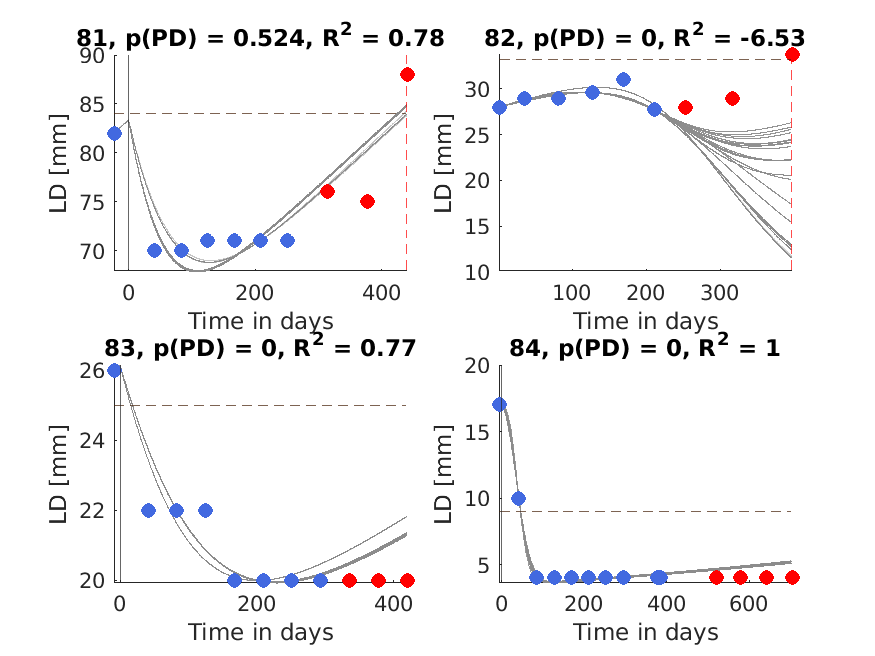 81, p(PD) = 0.524, R² = 0.78
90
85
80
75
70
LD [mm]
0
200
400
Time in days
82, p(PD) = 0, R² = -6.53
30
25
20
15
10
LD [mm]
100
200
300
Time in days
83, p(PD) = 0, R² = 0.77
26
24
22
20
LD [mm]
0
200
400
Time in days
84, p(PD) = 0, R² = 1
20
15
10
5
LD [mm]
0
200
400
600
Time in days